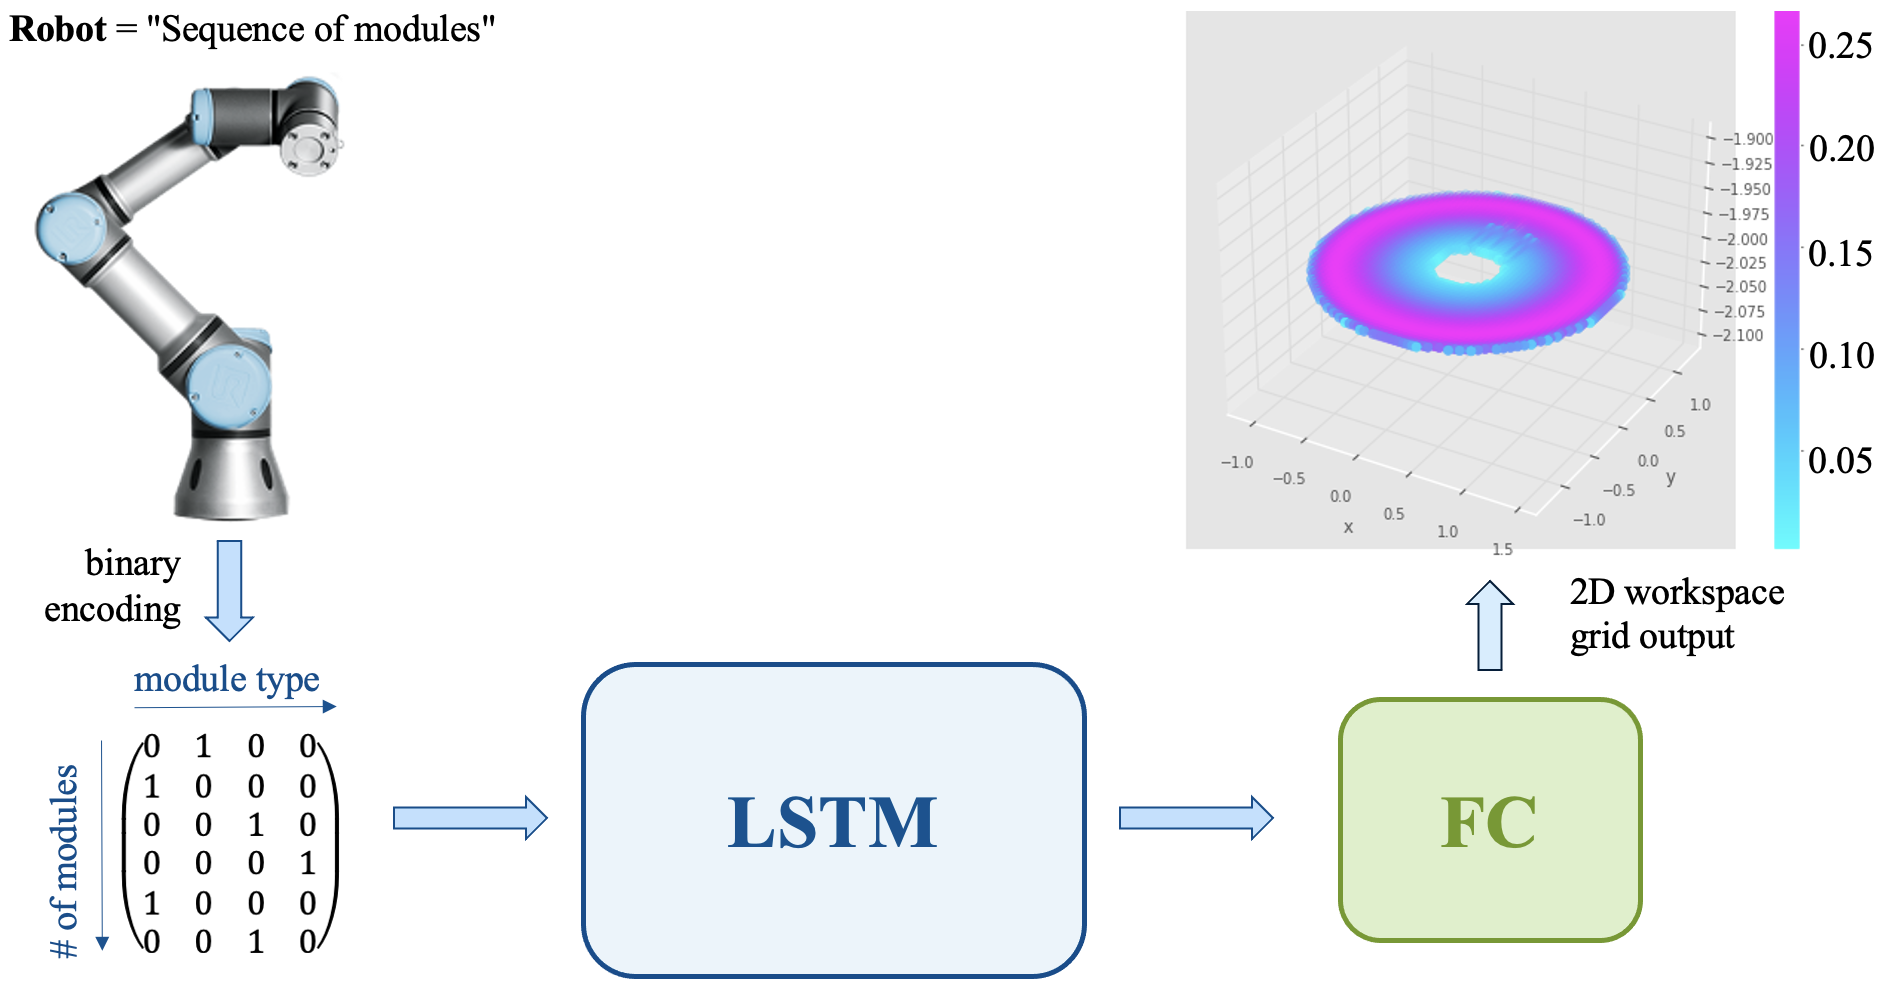 Robot = "Sequence of modules"
binary
encoding
module type
# of modules
0 1 0 0
1 0 0 0
0 0 1 0
0 0 0 1
1 0 0 0
0 0 1 0
LSTM
FC
2D workspace
grid output
−1.900
−1.925
−1.950
−1.975
−2.000
−2.025
−2.050
−2.075
−2.100
1.0
0.5
0.0
−0.5
−1.0
y
−1.0
−0.5
0.0
0.5
1.0
1.5
x
0.25
0.20
0.15
0.10
0.05